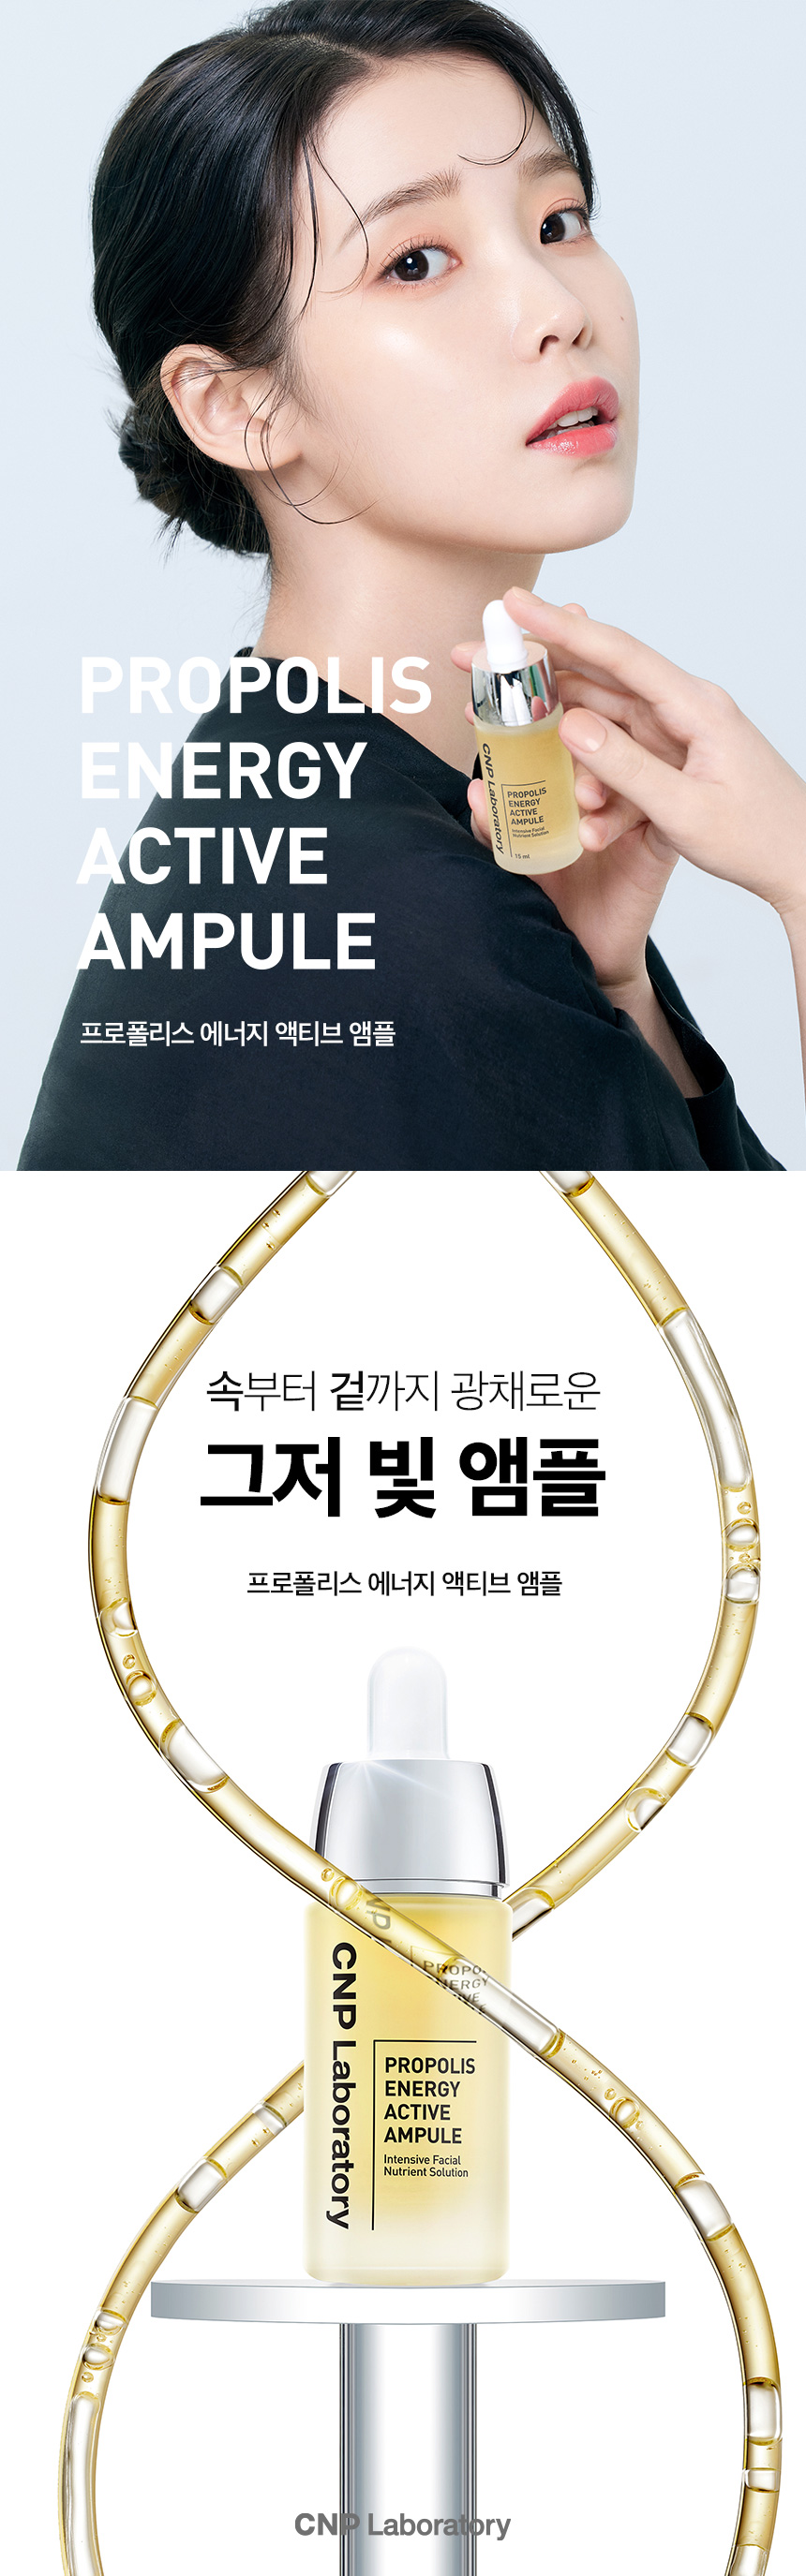 PROPOLIS
ENERGY
ACTIVE
AMPULE
프로폴리스 에너지 액티브 앰플
CNP Laboratory
PROPOLIS
ENERGY
ACTIVE
AMPULE
Intensive Facial
Nutrient Solution
15 ml
속부터 겉까지 광채로운
그저 빛 앰플
프로폴리스 에너지 액티브 앰플
CNP Laboratory
PROPOLIS
ENERGY
ACTIVE
AMPULE
Intensive Facial
Nutrient Solution
CNP Laboratory